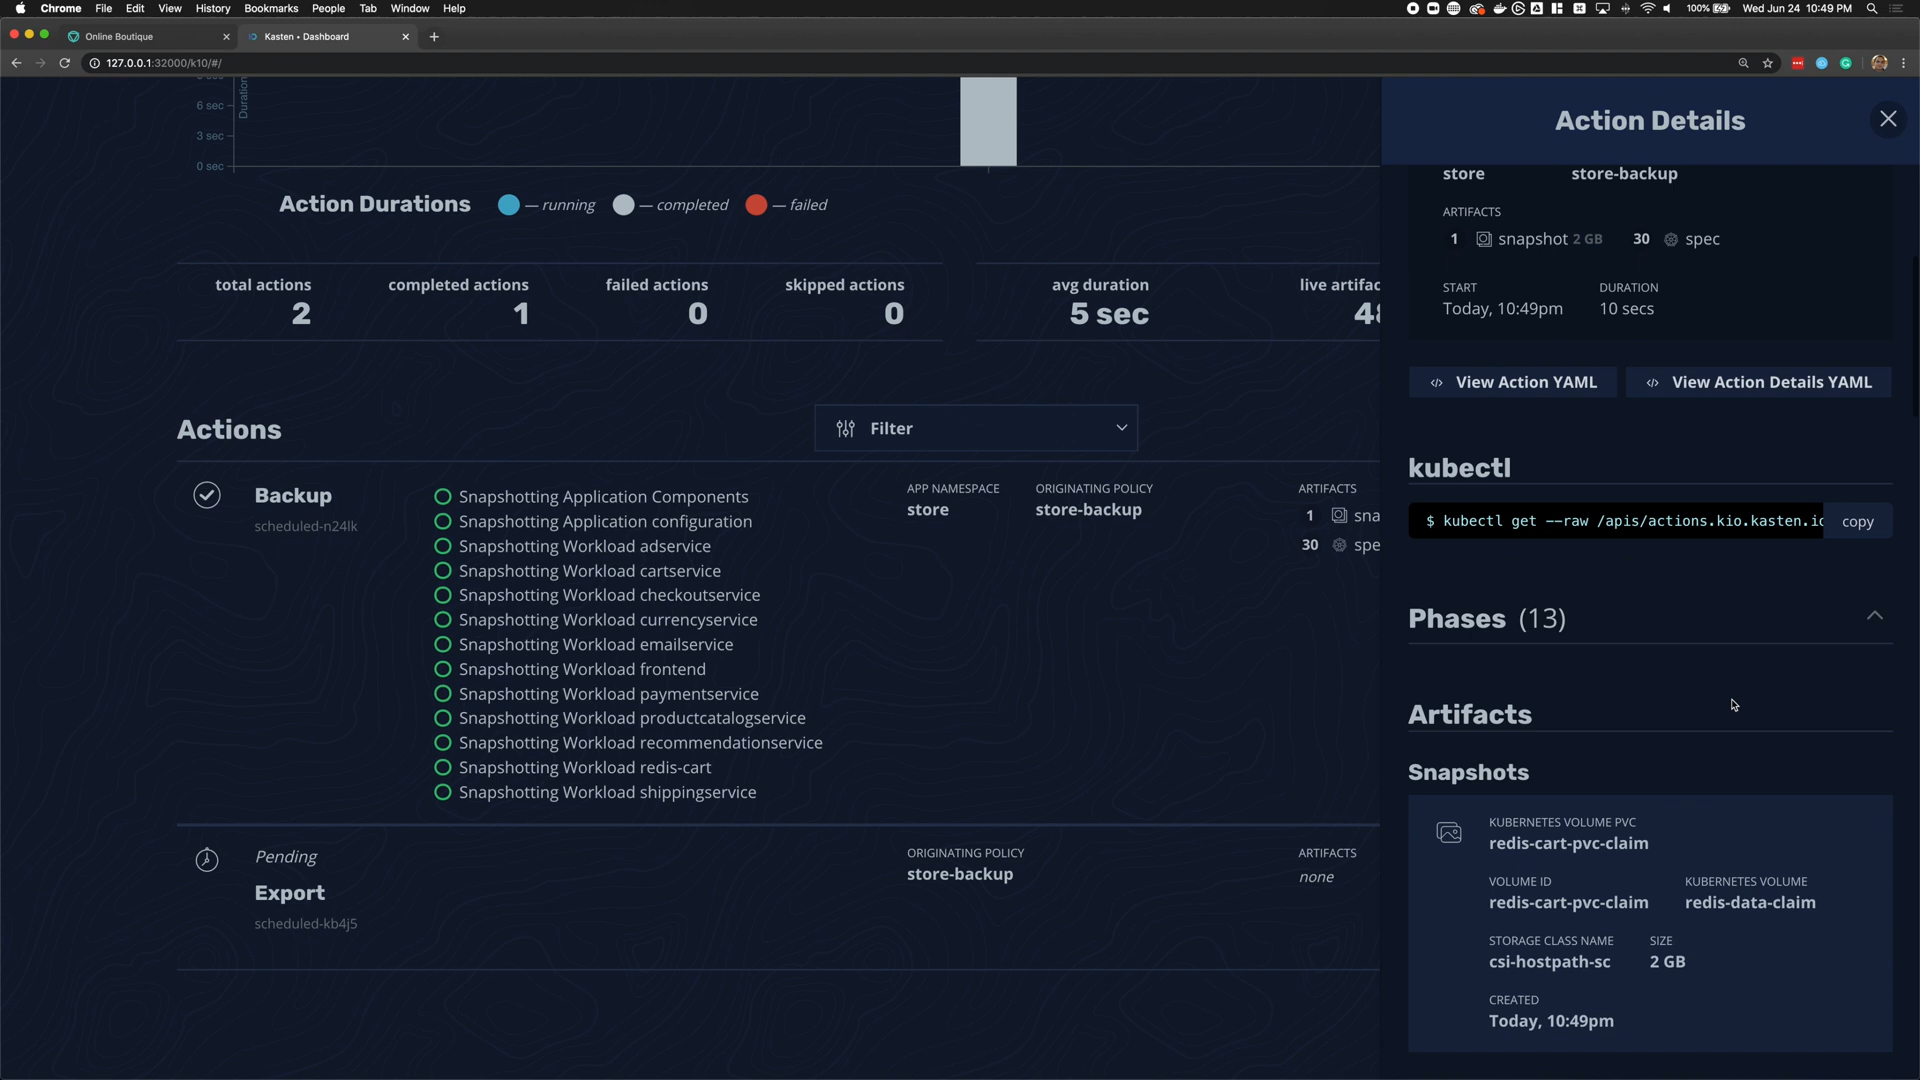 Chrome File Edit View History Bookmarks People Tab Window Help
100% Wed Jun 24 10:49 PM
Online Boutique
Kasten • Dashboard
127.0.0.1:32000/k10/#/
Duration
6 sec
3 sec
0 sec
Action Durations
— running
— completed
— failed
total actions
2
completed actions
1
failed actions
0
skipped actions
0
avg duration
5 sec
live artifac
48
Actions
Filter
Backup
scheduled-n24lk
Snapshotting Application Components
Snapshotting Application configuration
Snapshotting Workload adservice
Snapshotting Workload cartservice
Snapshotting Workload checkoutservice
Snapshotting Workload currencyservice
Snapshotting Workload emailservice
Snapshotting Workload frontend
Snapshotting Workload paymentservice
Snapshotting Workload productcatalogservice
Snapshotting Workload recommendationservice
Snapshotting Workload redis-cart
Snapshotting Workload shippingservice
APP NAMESPACE
store
ORIGINATING POLICY
store-backup
ARTIFACTS
1 sna
30 spe
Pending
Export
scheduled-kb4j5
ORIGINATING POLICY
store-backup
ARTIFACTS
none
Action Details
store
store-backup
ARTIFACTS
1 snapshot 2 GB 30 spec
START
Today, 10:49pm
DURATION
10 secs
</> View Action YAML
</> View Action Details YAML
kubectl
$ kubectl get --raw /apis/actions.kio.kasten.io
copy
Phases (13)
Artifacts
Snapshots
KUBERNETES VOLUME PVC
redis-cart-pvc-claim
VOLUME ID
redis-cart-pvc-claim
KUBERNETES VOLUME
redis-data-claim
STORAGE CLASS NAME
csi-hostpath-sc
SIZE
2 GB
CREATED
Today, 10:49pm